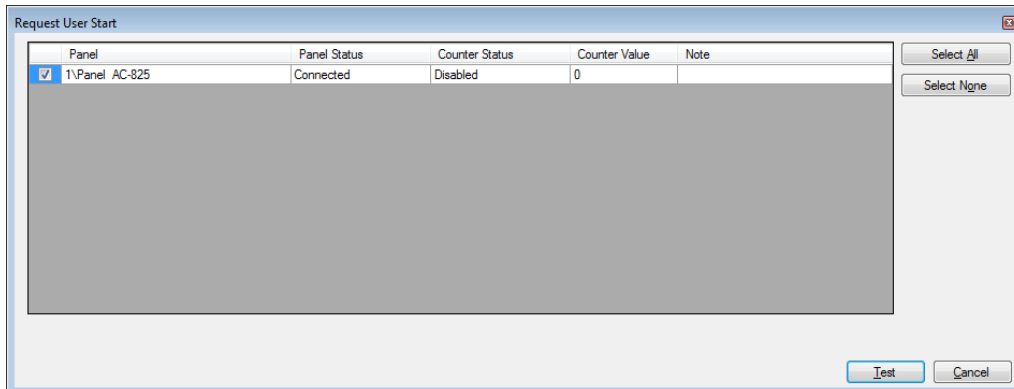 Request User Start
Panel Panel Status Counter Status Counter Value Note
1\Panel AC-825 Connected Disabled 0
Select All
Select None
Test Cancel